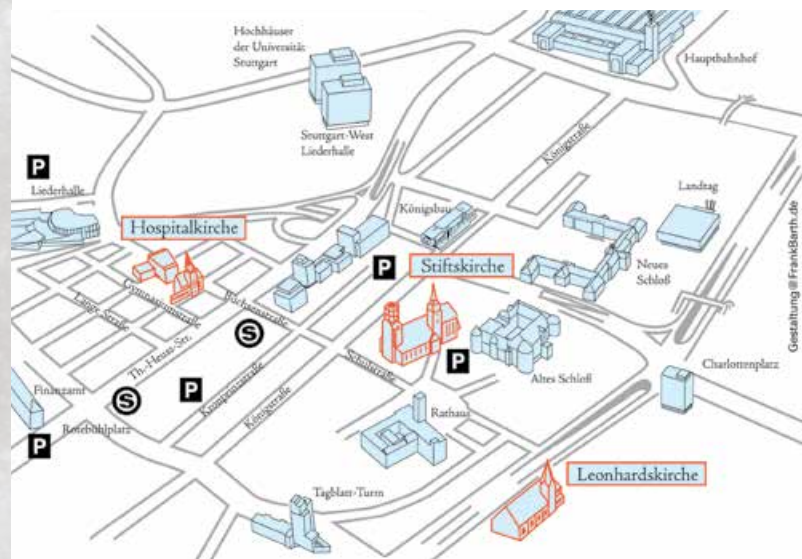 Hochhäuser
der Universität
Stuttgart
Hauptbahnhof
Stuttgart-West
Liederhalle
Königstraße
P
Liederhalle
Landtag
Königsbau
Hospitalkirche
Stiftskirche
P
Neues
Schloß
Gymnasiumstraße
Büchsenstraße
Lange Straße
S
Th.-Heuss-Str.
Schulstraße
P
Altes Schloß
Charlottenplatz
Finanzamt
S
P
Kronprinzstraße
Königstraße
Rathaus
Rotebühlplatz
P
Tagblatt-Turm
Leonhardskirche
Gestaltung@FrankBarth.de